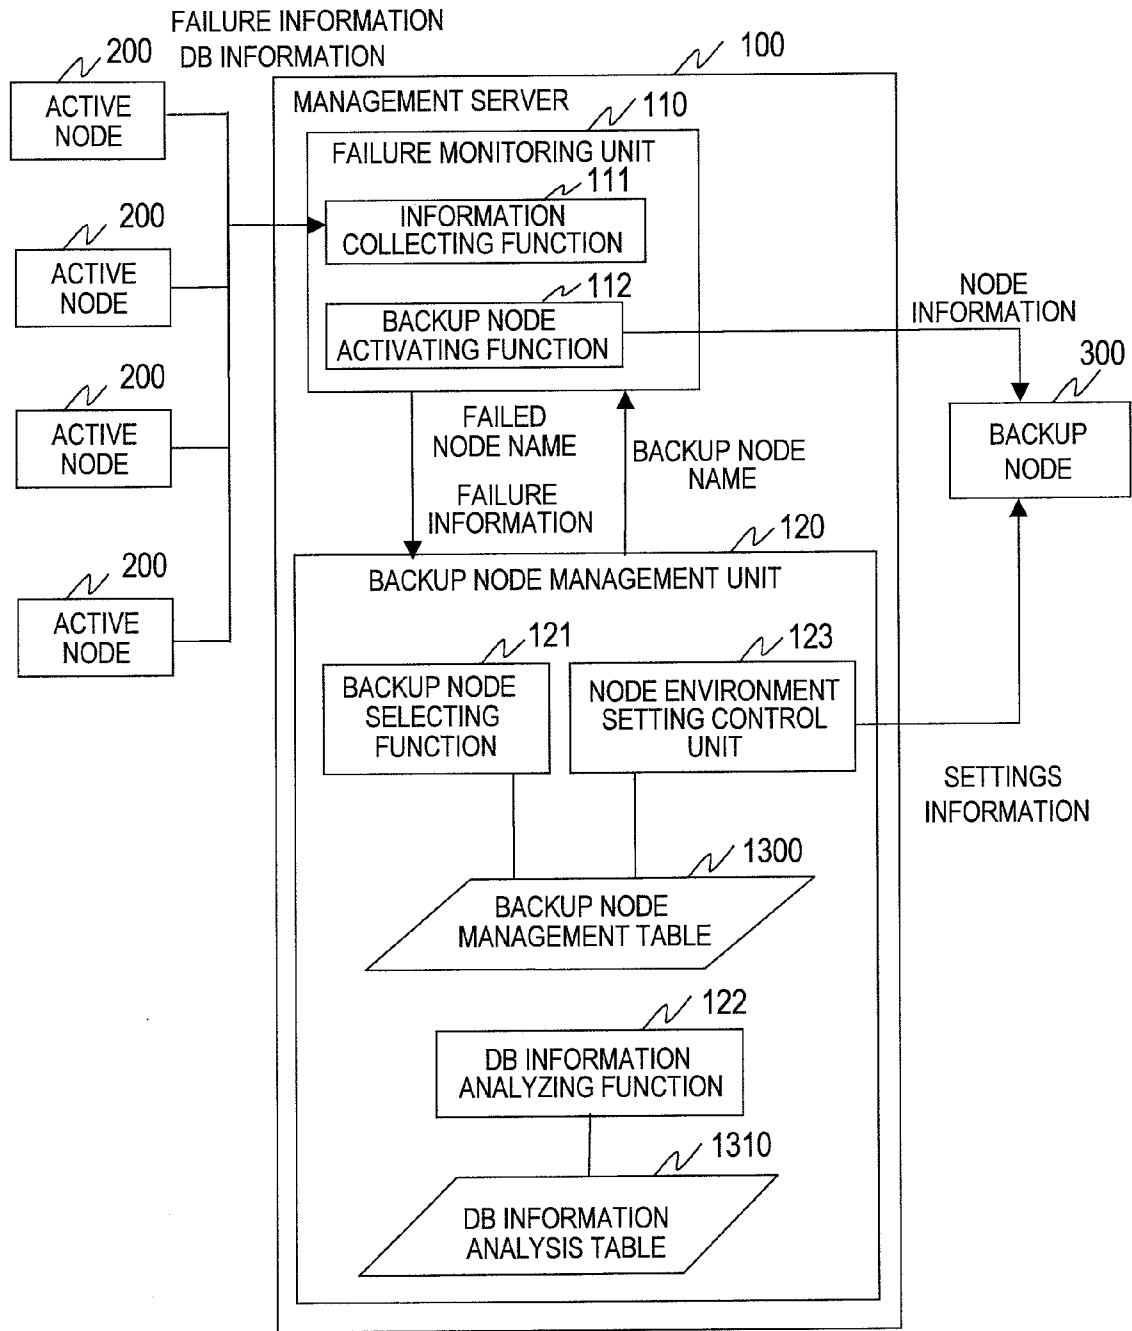 FAILURE INFORMATION
DB INFORMATION
200
ACTIVE
NODE
200
ACTIVE
NODE
200
ACTIVE
NODE
200
ACTIVE
NODE
100
MANAGEMENT SERVER
110
FAILURE MONITORING UNIT
111
INFORMATION
COLLECTING FUNCTION
112
BACKUP NODE
ACTIVATING FUNCTION
NODE
INFORMATION
300
BACKUP
NODE
FAILED
NODE NAME
FAILURE
INFORMATION
BACKUP NODE
NAME
120
BACKUP NODE MANAGEMENT UNIT
121
BACKUP NODE
SELECTING
FUNCTION
123
NODE ENVIRONMENT
SETTING CONTROL
UNIT
SETTINGS
INFORMATION
1300
BACKUP NODE
MANAGEMENT TABLE
122
DB INFORMATION
ANALYZING FUNCTION
1310
DB INFORMATION
ANALYSIS TABLE